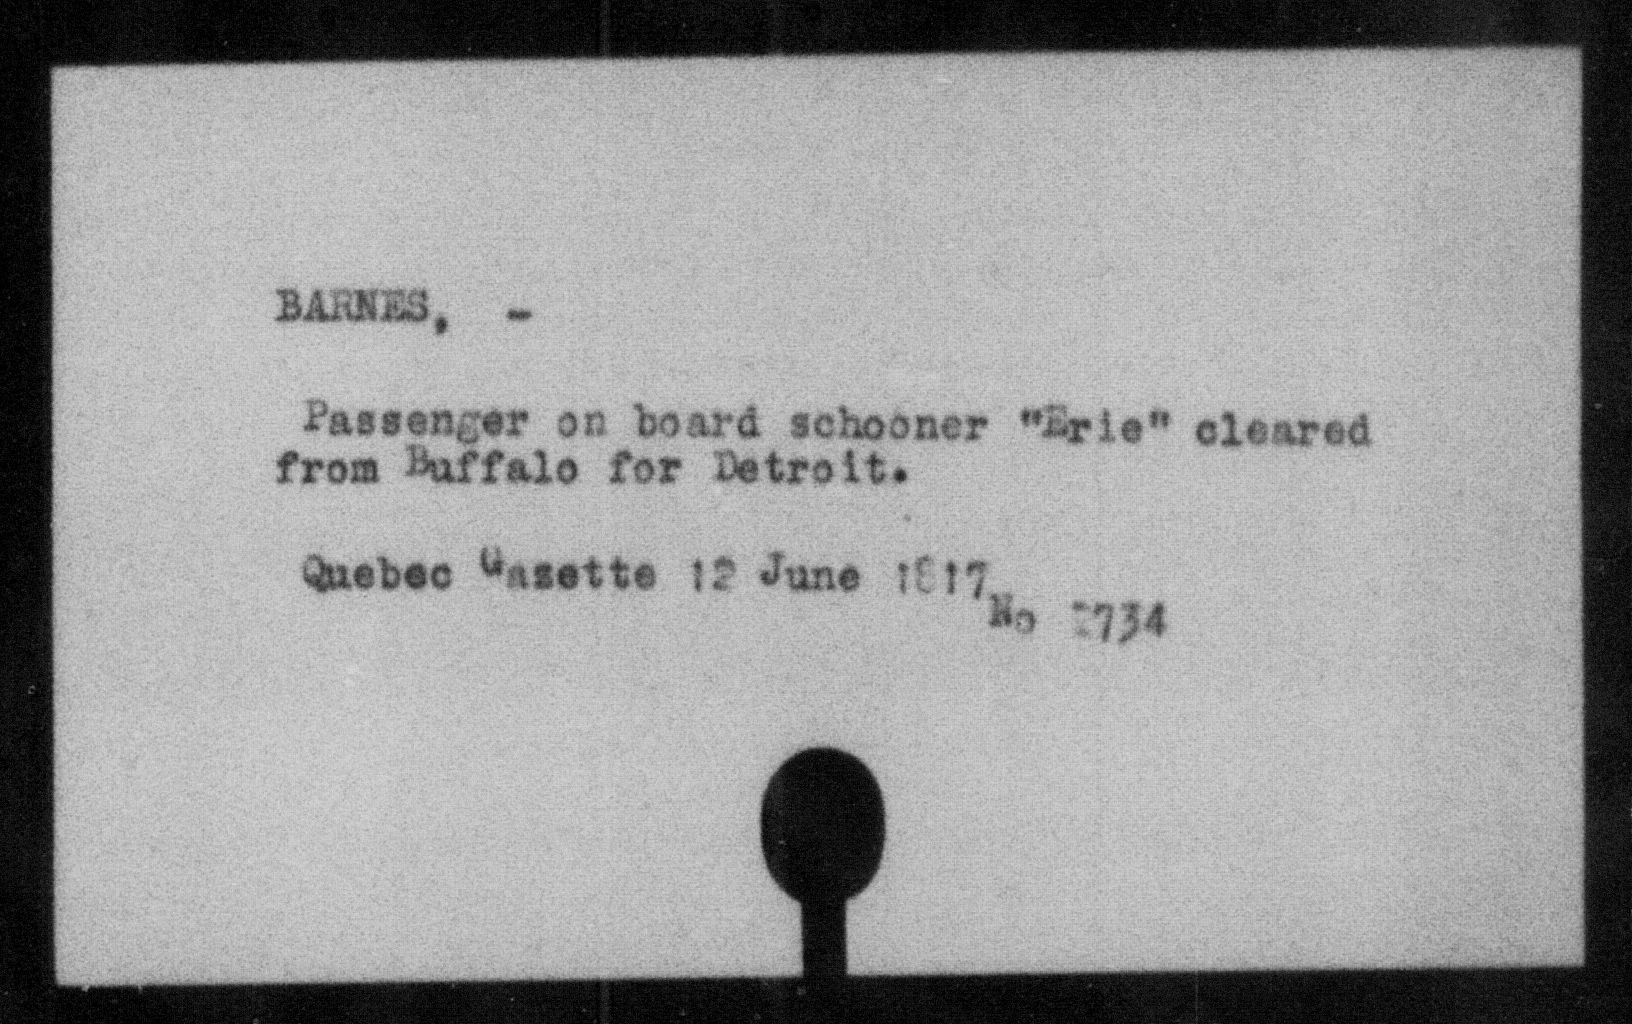 BARNES, -
Passenger on board schooner "Erie" cleared
from Buffalo for Detroit.
Quebec Gazette 12 June 1817
No 2734